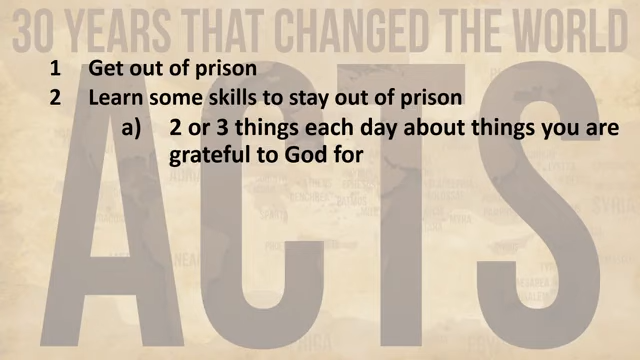 30 YEARS THAT CHANGED THE WORLD
1 Get out of prison
2 Learn some skills to stay out of prison
a) 2 or 3 things each day about things you are
grateful to God for
ACTS
SYRIA